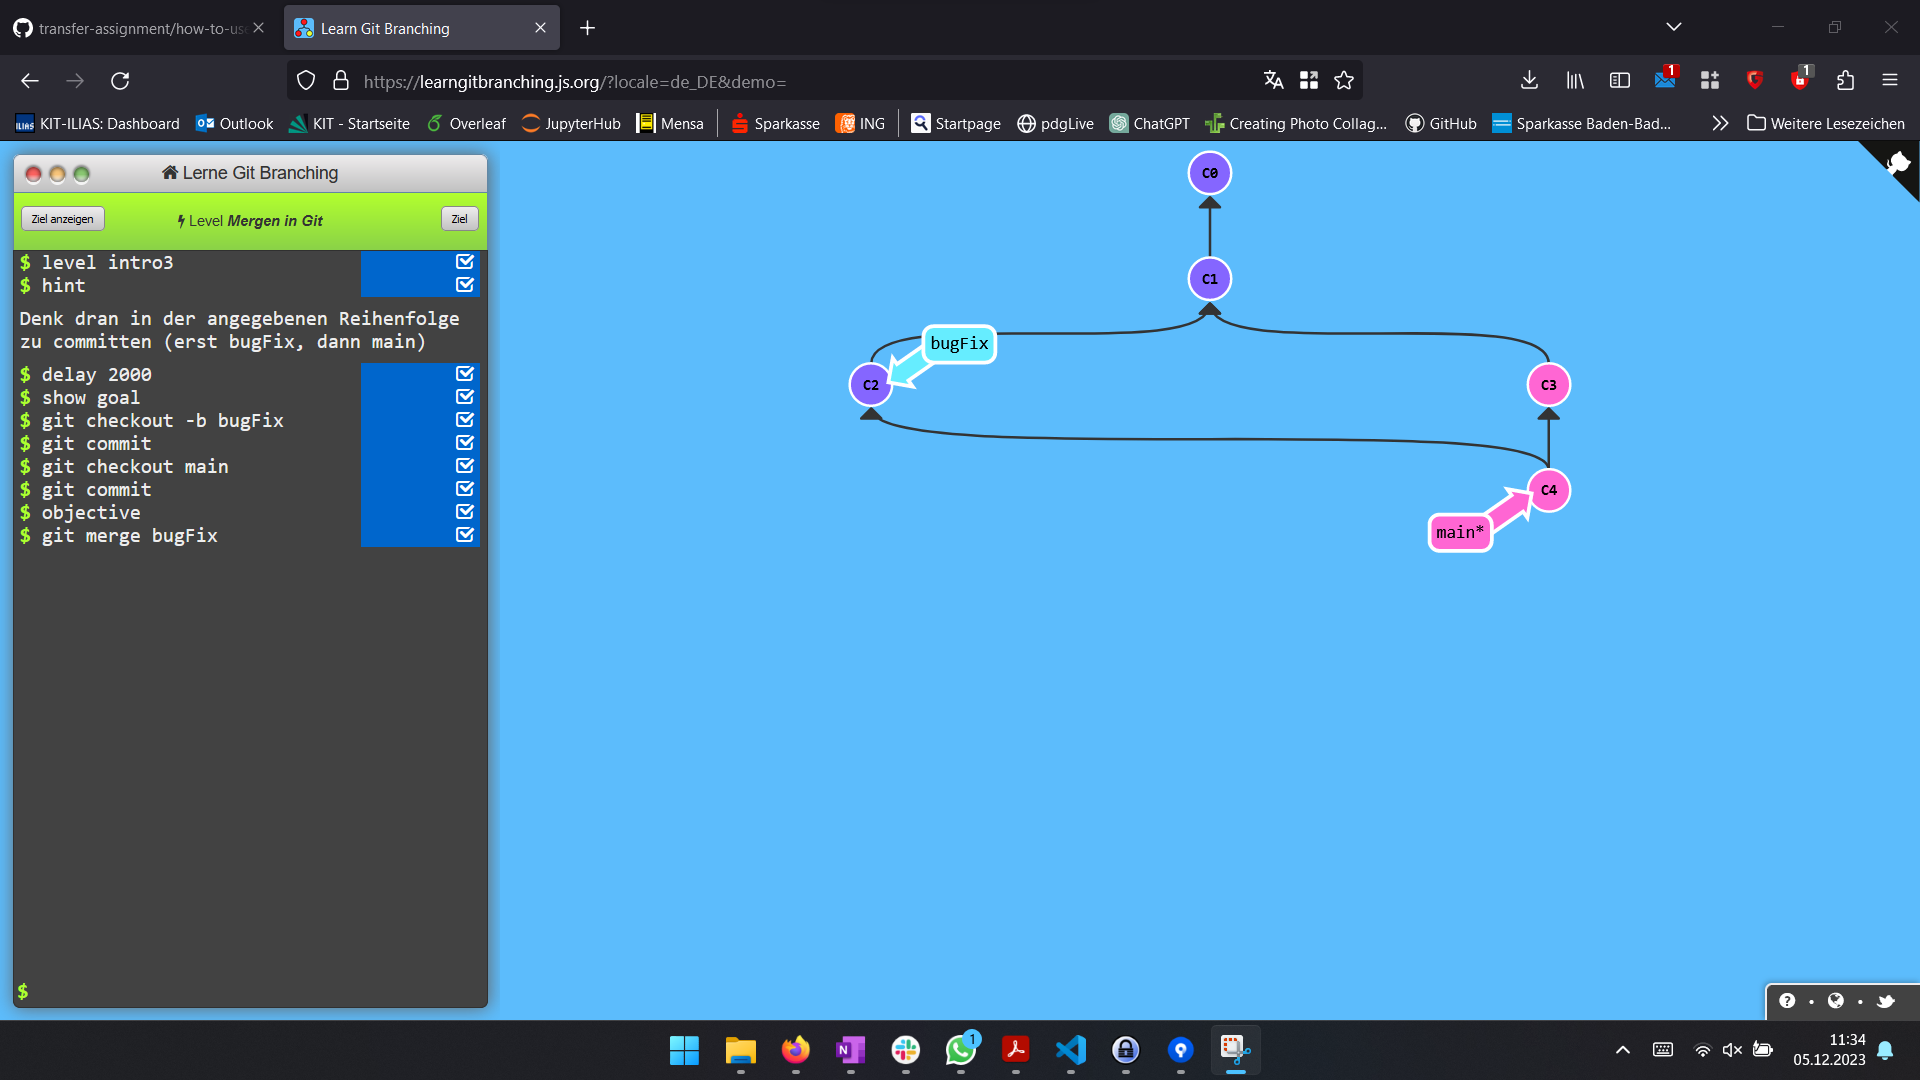 transfer-assignment/how-to-use
Learn Git Branching
https://learngitbranching.js.org/?locale=de_DE&demo=
1
1
KIT-ILIAS: Dashboard
Outlook
KIT - Startseite
Overleaf
JupyterHub
Mensa
Sparkasse
ING
Startpage
pdgLive
ChatGPT
Creating Photo Collag...
GitHub
Sparkasse Baden-Bad...
Weitere Lesezeichen
Lerne Git Branching
Ziel anzeigen
Level Mergen in Git
Ziel
$ level intro3
$ hint
Denk dran in der angegebenen Reihenfolge
zu committen (erst bugFix, dann main)
$ delay 2000
$ show goal
$ git checkout -b bugFix
$ git commit
$ git checkout main
$ git commit
$ objective
$ git merge bugFix
$
C0
C1
bugFix
C2
C3
C4
main*
1
11:34
05.12.2023